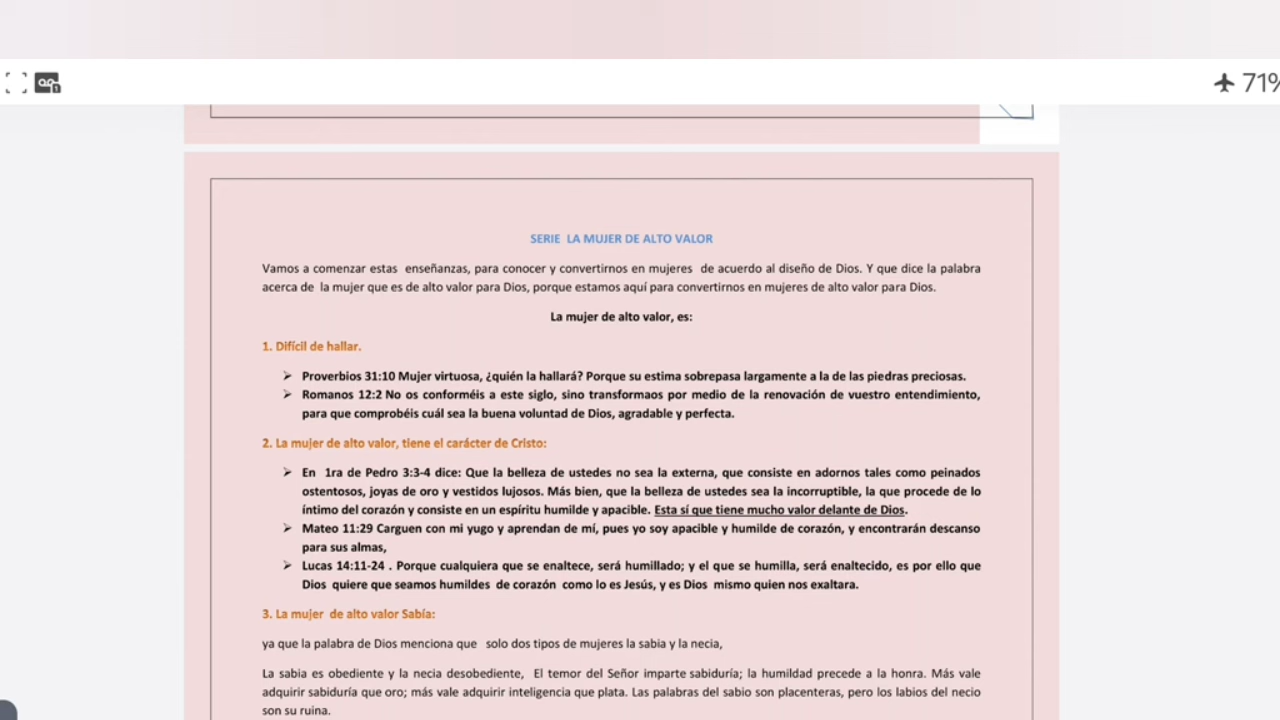 71%
SERIE LA MUJER DE ALTO VALOR
Vamos a comenzar estas enseñanzas, para conocer y convertirnos en mujeres de acuerdo al diseño de Dios. Y que dice la palabra
acerca de la mujer que es de alto valor para Dios, porque estamos aquí para convertirnos en mujeres de alto valor para Dios.
La mujer de alto valor, es:
1. Difícil de hallar.
➢ Proverbios 31:10 Mujer virtuosa, ¿quién la hallará? Porque su estima sobrepasa largamente a la de las piedras preciosas.
➢ Romanos 12:2 No os conforméis a este siglo, sino transformaos por medio de la renovación de vuestro entendimiento,
para que comprobéis cuál sea la buena voluntad de Dios, agradable y perfecta.
2. La mujer de alto valor, tiene el carácter de Cristo:
➢ En 1ra de Pedro 3:3-4 dice: Que la belleza de ustedes no sea la externa, que consiste en adornos tales como peinados
ostentosos, joyas de oro y vestidos lujosos. Más bien, que la belleza de ustedes sea la incorruptible, la que procede de lo
íntimo del corazón y consiste en un espíritu humilde y apacible. Esta sí que tiene mucho valor delante de Dios.
➢ Mateo 11:29 Carguen con mi yugo y aprendan de mí, pues yo soy apacible y humilde de corazón, y encontrarán descanso
para sus almas,
➢ Lucas 14:11-24 . Porque cualquiera que se enaltece, será humillado; y el que se humilla, será enaltecido, es por ello que
Dios quiere que seamos humildes de corazón como lo es Jesús, y es Dios mismo quien nos exaltara.
3. La mujer de alto valor Sabía:
ya que la palabra de Dios menciona que solo dos tipos de mujeres la sabia y la necia,
La sabia es obediente y la necia desobediente, El temor del Señor imparte sabiduría; la humildad precede a la honra. Más vale
adquirir sabiduría que oro; más vale adquirir inteligencia que plata. Las palabras del sabio son placenteras, pero los labios del necio
son su ruina.